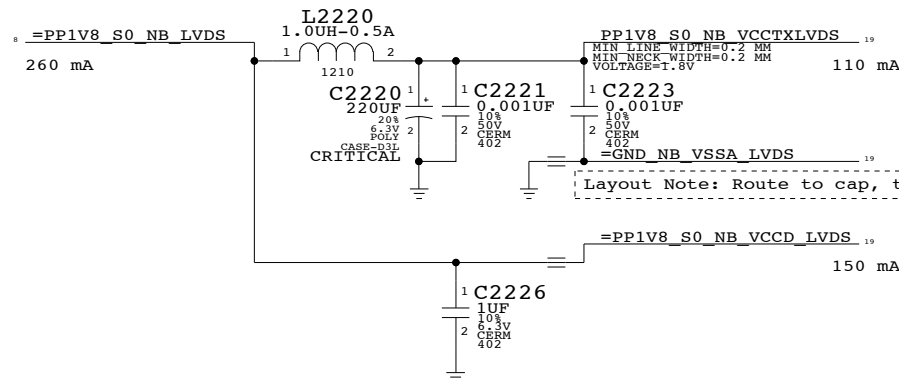 L2220
1.0UH-0.5A
8 =PP1V8_S0_NB_LVDS
260 mA
1 2
1210
PP1V8_S0_NB_VCCTXLVDS 19
MIN_LINE_WIDTH=0.2 MM
MIN_NECK_WIDTH=0.2 MM
VOLTAGE=1.8V
110 mA
C2220
220UF
20%
6.3V
POLY
CASE-D3L
CRITICAL
1
+
2
1
2
C2221
0.001UF
10%
50V
CERM
402
1
2
C2223
0.001UF
10%
50V
CERM
402
=GND_NB_VSSA_LVDS 19
Layout Note: Route to cap, t
=PP1V8_S0_NB_VCCD_LVDS 19
150 mA
1
2
C2226
1UF
10%
6.3V
CERM
402